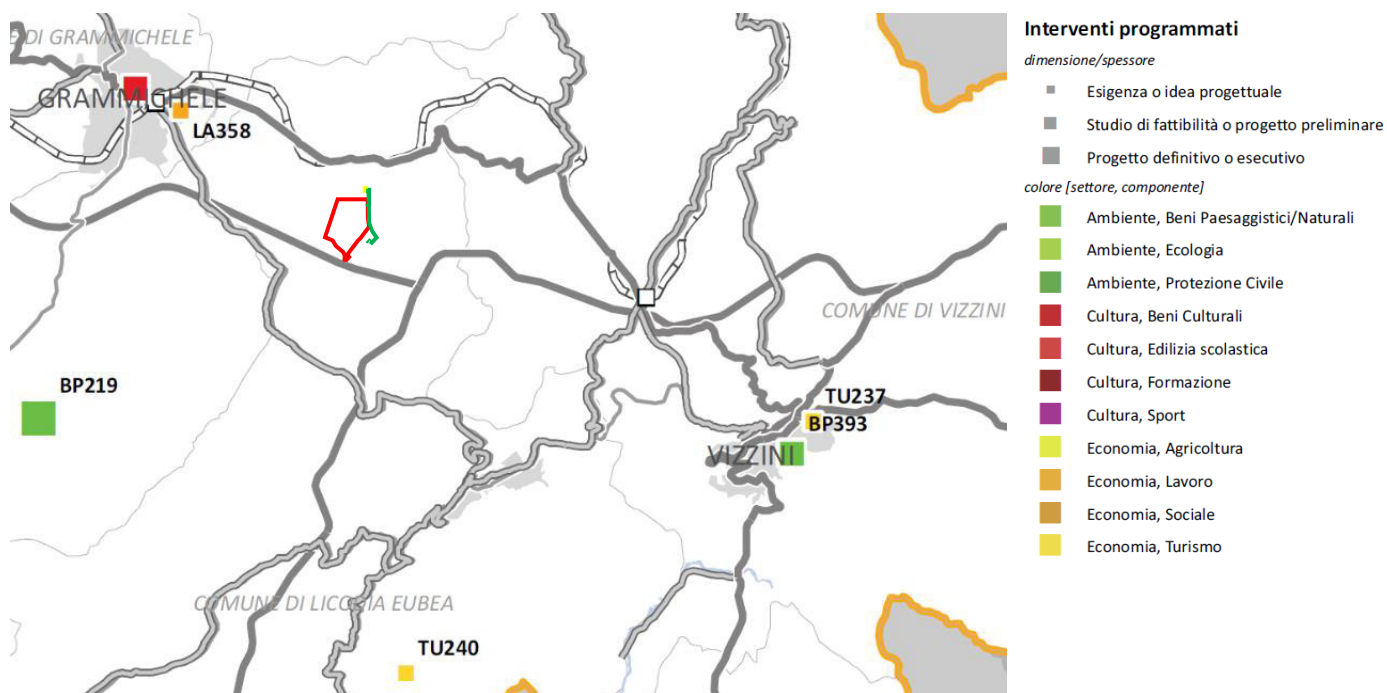 E DI GRAMMICHELE
GRAMMICHELE
LA358
COMUNE DI VIZZINI
BP219
TU237
BP393
VIZZINI
COMUNE DI LICODIA EUBEA
TU240
Interventi programmati
dimensione/spessore
Esigenza o idea progettuale
Studio di fattibilità o progetto preliminare
Progetto definitivo o esecutivo
colore [settore, componente]
Ambiente, Beni Paesaggistici/Naturali
Ambiente, Ecologia
Ambiente, Protezione Civile
Cultura, Beni Culturali
Cultura, Edilizia scolastica
Cultura, Formazione
Cultura, Sport
Economia, Agricoltura
Economia, Lavoro
Economia, Sociale
Economia, Turismo